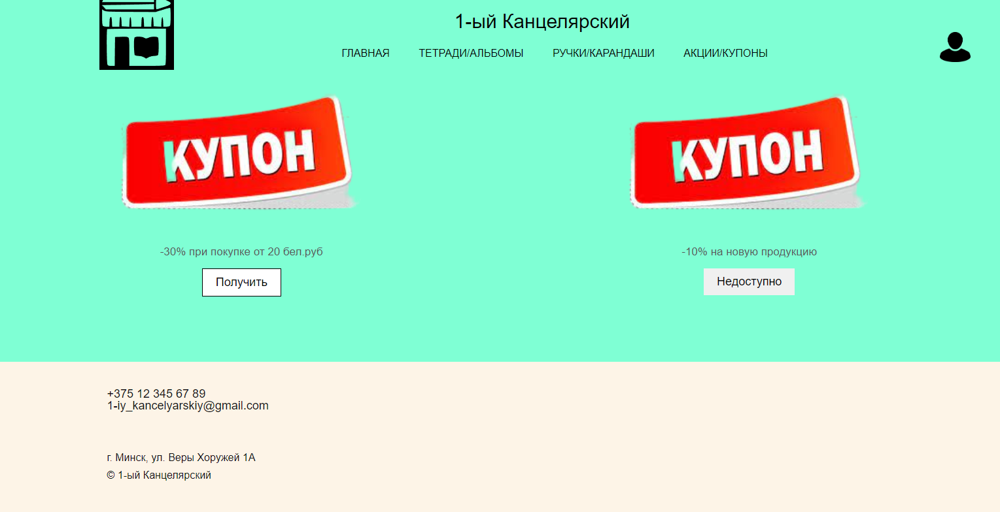 1-ый Канцелярский
ГЛАВНАЯ ТЕТРАДИ/АЛЬБОМЫ РУЧКИ/КАРАНДАШИ АКЦИИ/КУПОНЫ
КУПОН
КУПОН
-30% при покупке от 20 бел.руб
Получить
-10% на новую продукцию
Недоступно
+375 12 345 67 89
1-iy_kancelyarskiy@gmail.com
г. Минск, ул. Веры Хоружей 1А
© 1-ый Канцелярский